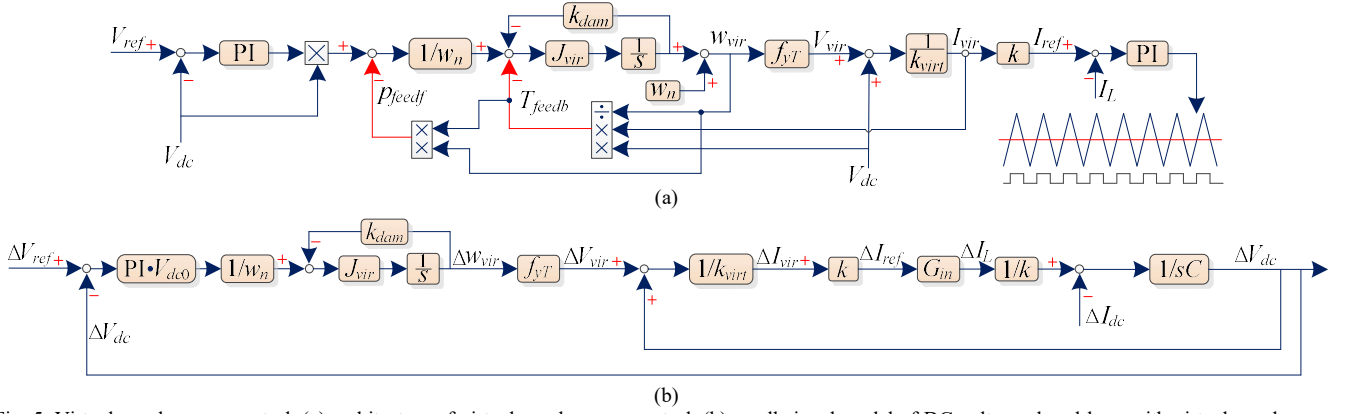 V_ref + − PI × + − 1/w_n + − − J_vir 1/s k_dam + + w_vir w_n f_yT V_vir + + 1/k_virt I_vir k I_ref + − I_L PI
p_feedf T_feedb
× × ÷ × ×
V_dc V_dc
(a)
ΔV_ref + − PI•V_dc0 1/w_n + − J_vir 1/s k_dam Δw_vir f_yT ΔV_vir + + 1/k_virt ΔI_vir + k ΔI_ref G_in ΔI_L 1/k + − 1/sC ΔV_dc
ΔV_dc ΔI_dc
(b)